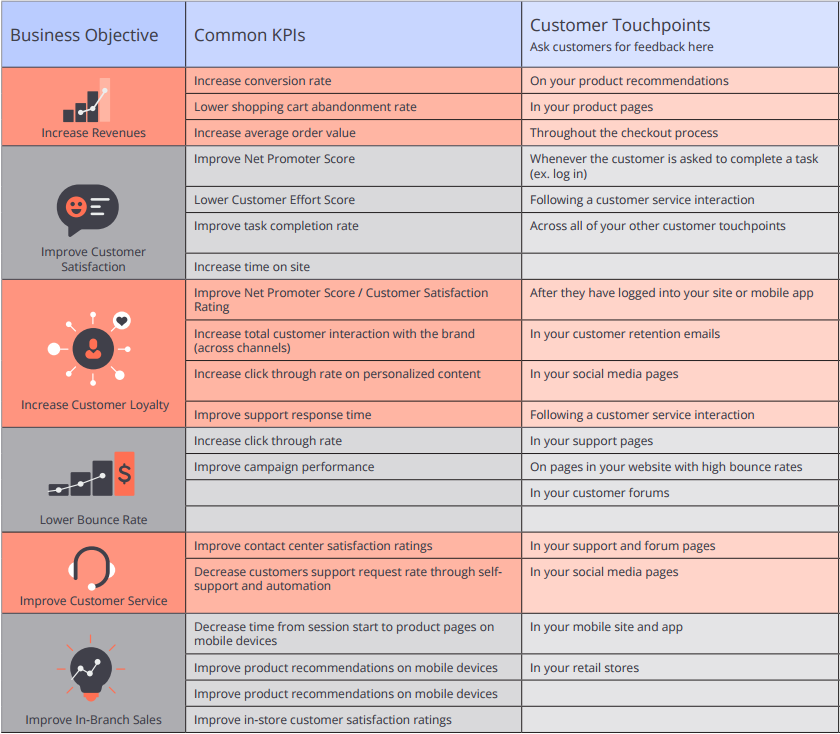 Business Objective
Common KPIs
Customer Touchpoints
Ask customers for feedback here
Increase Revenues
Increase conversion rate
On your product recommendations
Lower shopping cart abandonment rate
In your product pages
Increase average order value
Throughout the checkout process
Improve Customer
Satisfaction
Improve Net Promoter Score
Whenever the customer is asked to complete a task
(ex. log in)
Lower Customer Effort Score
Following a customer service interaction
Improve task completion rate
Across all of your other customer touchpoints
Increase time on site
Increase Customer Loyalty
Improve Net Promoter Score / Customer Satisfaction
Rating
After they have logged into your site or mobile app
Increase total customer interaction with the brand
(across channels)
In your customer retention emails
Increase click through rate on personalized content
In your social media pages
Improve support response time
Following a customer service interaction
$
Lower Bounce Rate
Increase click through rate
In your support pages
Improve campaign performance
On pages in your website with high bounce rates
In your customer forums
Improve Customer Service
Improve contact center satisfaction ratings
In your support and forum pages
Decrease customers support request rate through self-
support and automation
In your social media pages
Improve In-Branch Sales
Decrease time from session start to product pages on
mobile devices
In your mobile site and app
Improve product recommendations on mobile devices
In your retail stores
Improve product recommendations on mobile devices
Improve in-store customer satisfaction ratings